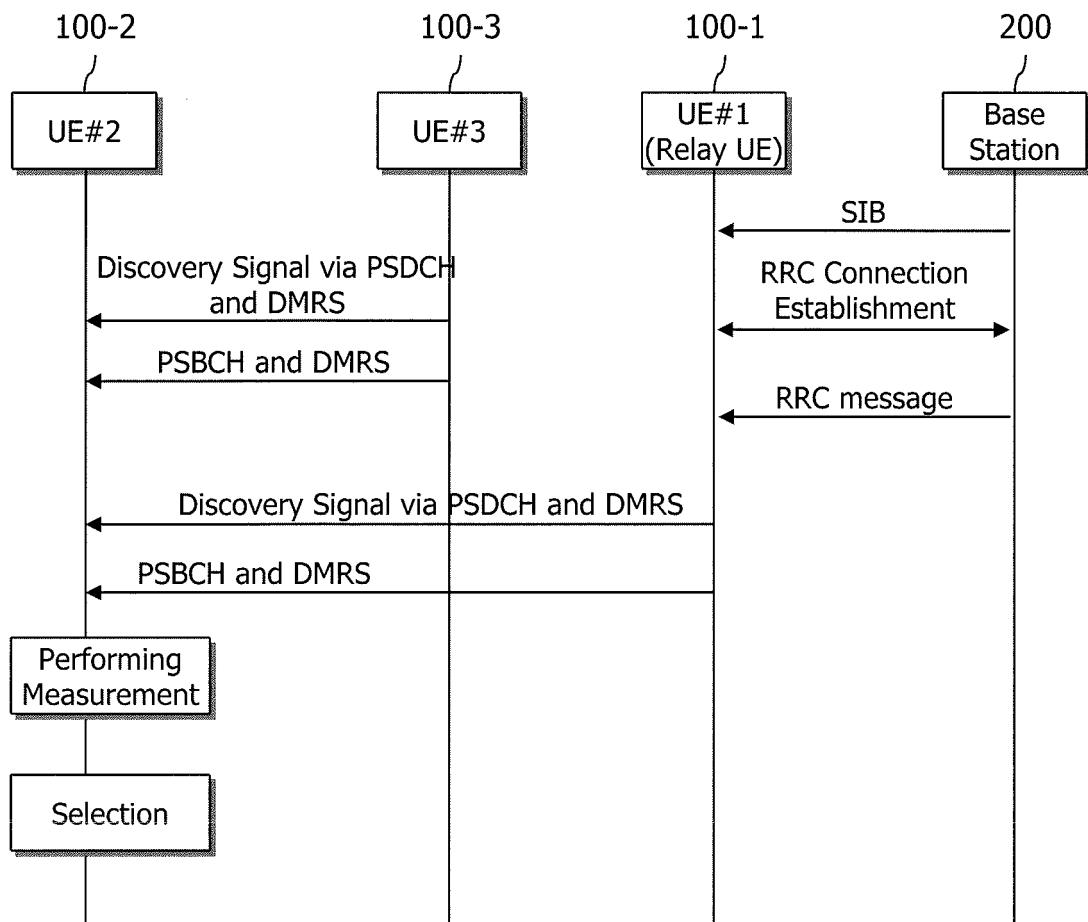 100-2
100-3
100-1
200
UE#2
UE#3
UE#1
(Relay UE)
Base
Station
SIB
Discovery Signal via PSDCH
and DMRS
RRC Connection
Establishment
PSBCH and DMRS
RRC message
Discovery Signal via PSDCH and DMRS
PSBCH and DMRS
Performing
Measurement
Selection